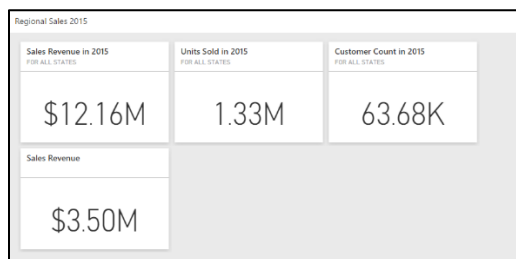 Regional Sales 2015
Sales Revenue in 2015
FOR ALL STATES
$12.16M
Units Sold in 2015
FOR ALL STATES
1.33M
Customer Count in 2015
FOR ALL STATES
63.68K
Sales Revenue
$3.50M